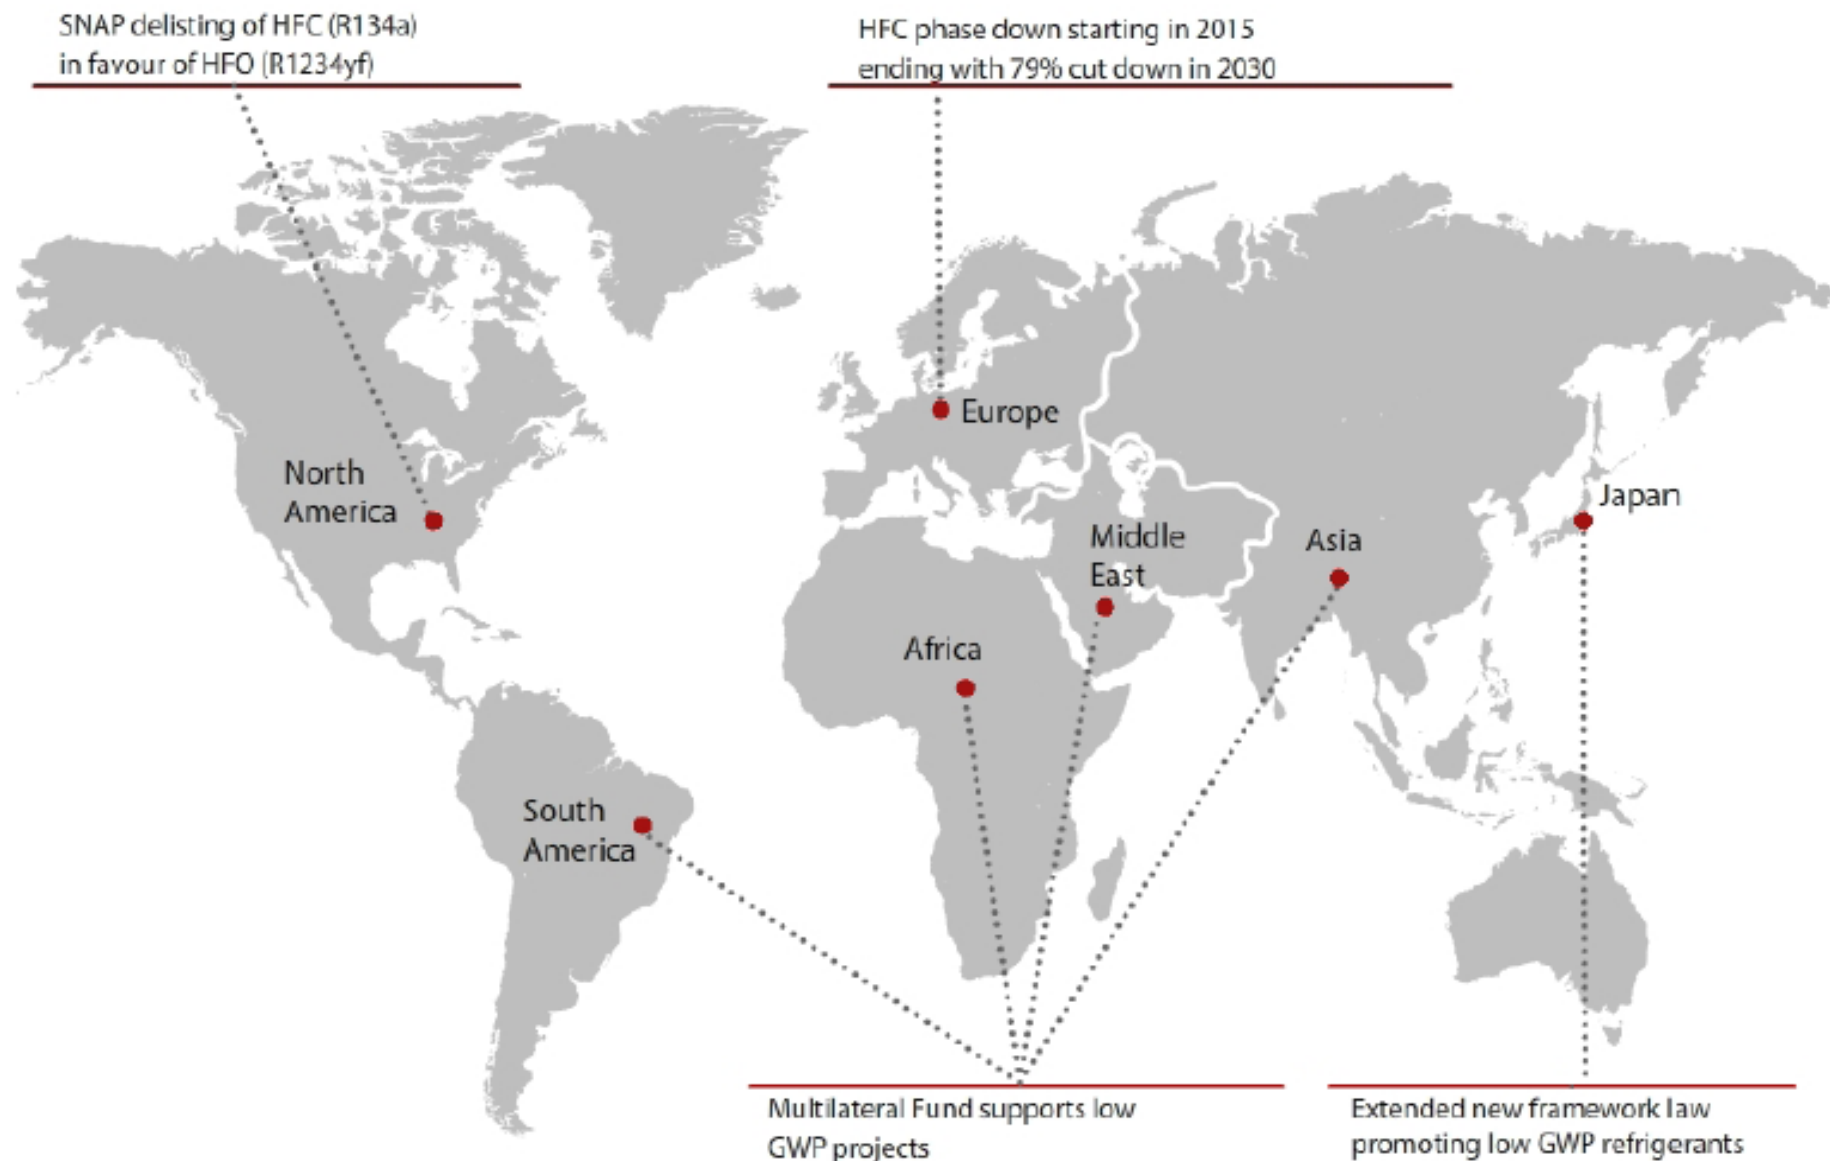 SNAP delisting of HFC (R134a)
in favour of HFO (R1234yf)
HFC phase down starting in 2015
ending with 79% cut down in 2030
Europe
North
America
Japan
Middle
East
Asia
Africa
South
America
Multilateral Fund supports low
GWP projects
Extended new framework law
promoting low GWP refrigerants